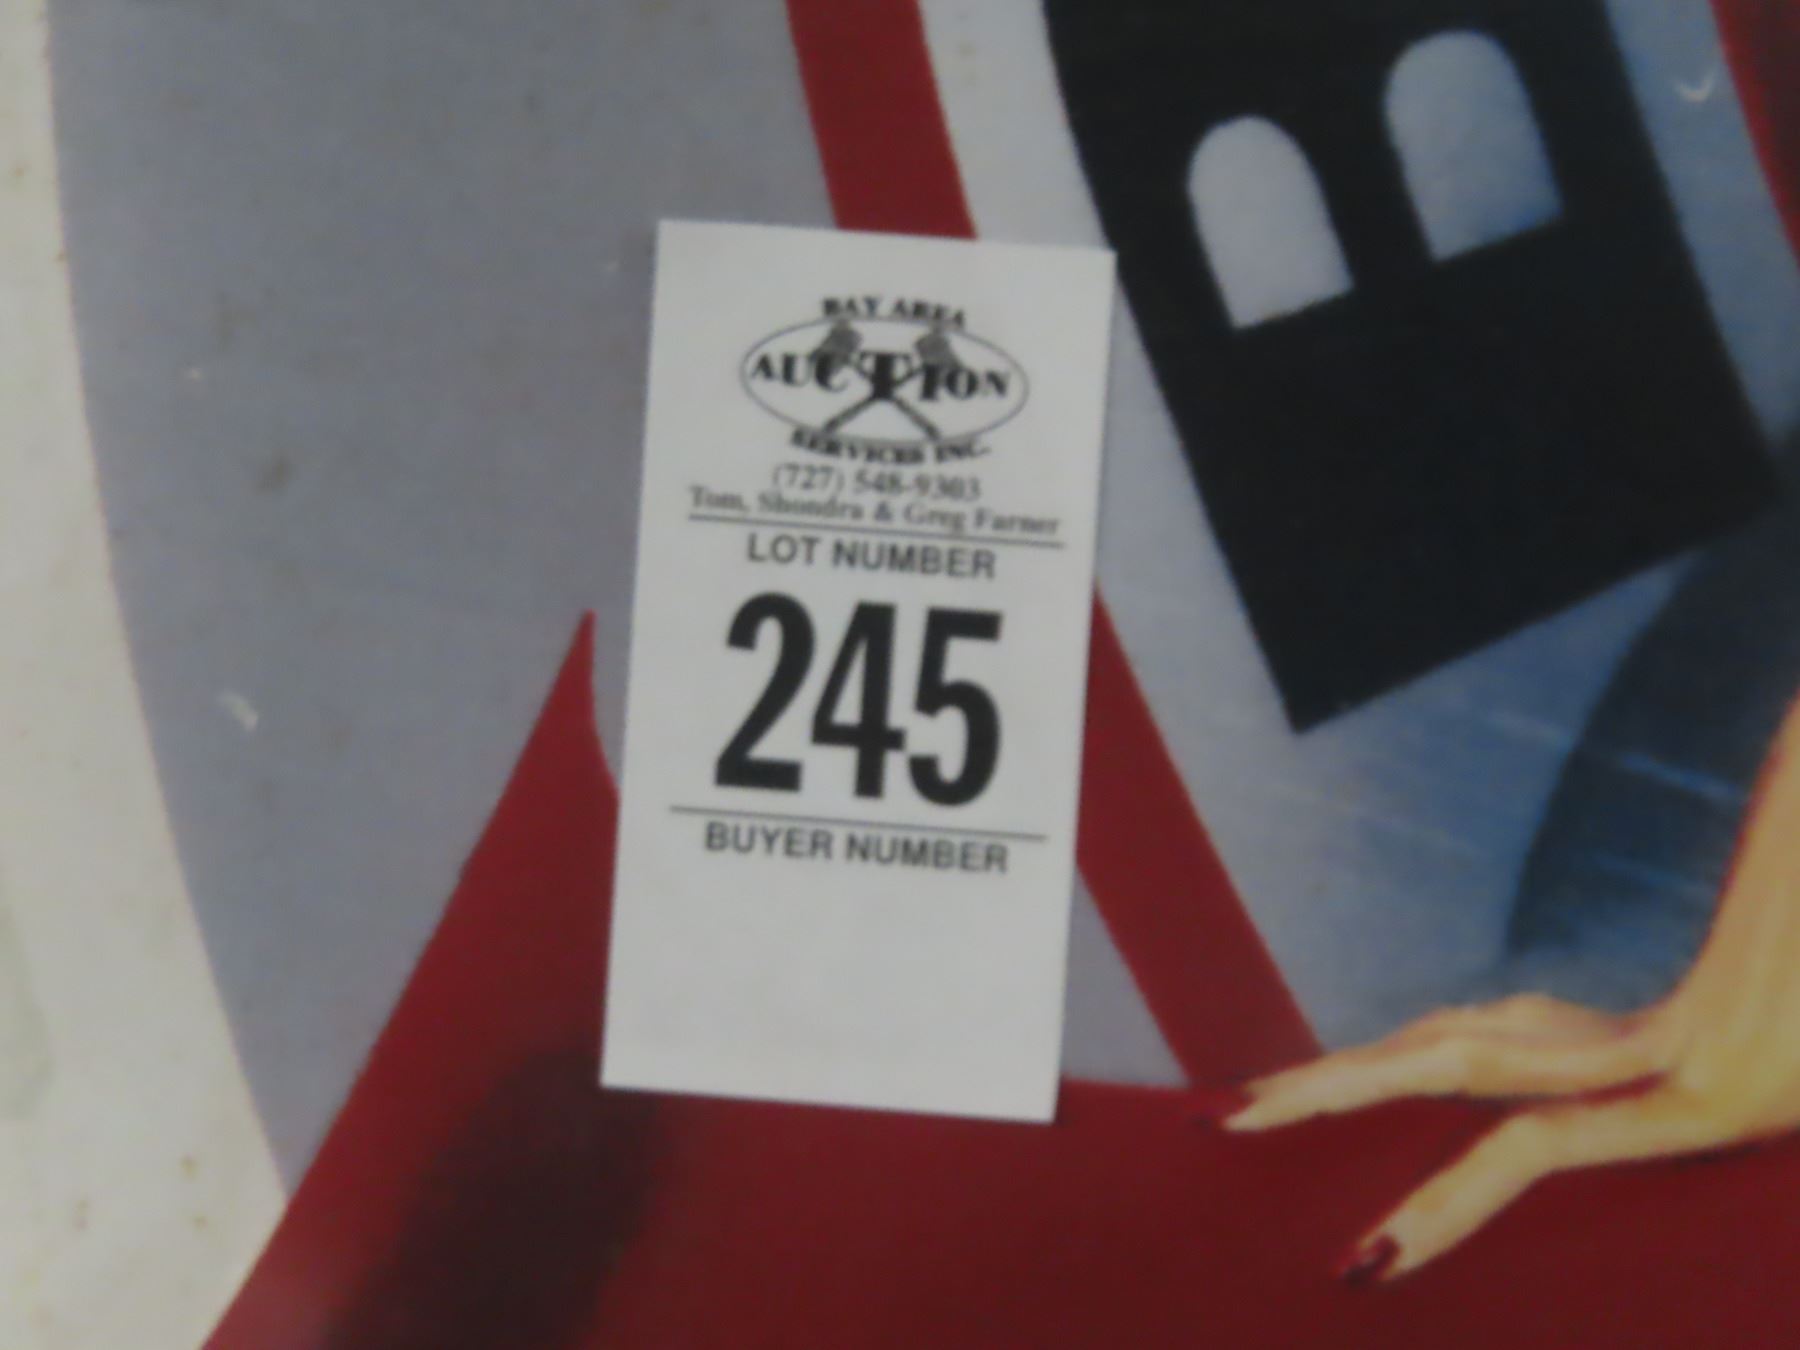 BAY AREA
AUCTION
SERVICES INC.
(727) 548-9303
Tom, Shondra & Greg Farner
LOT NUMBER
245
BUYER NUMBER
B